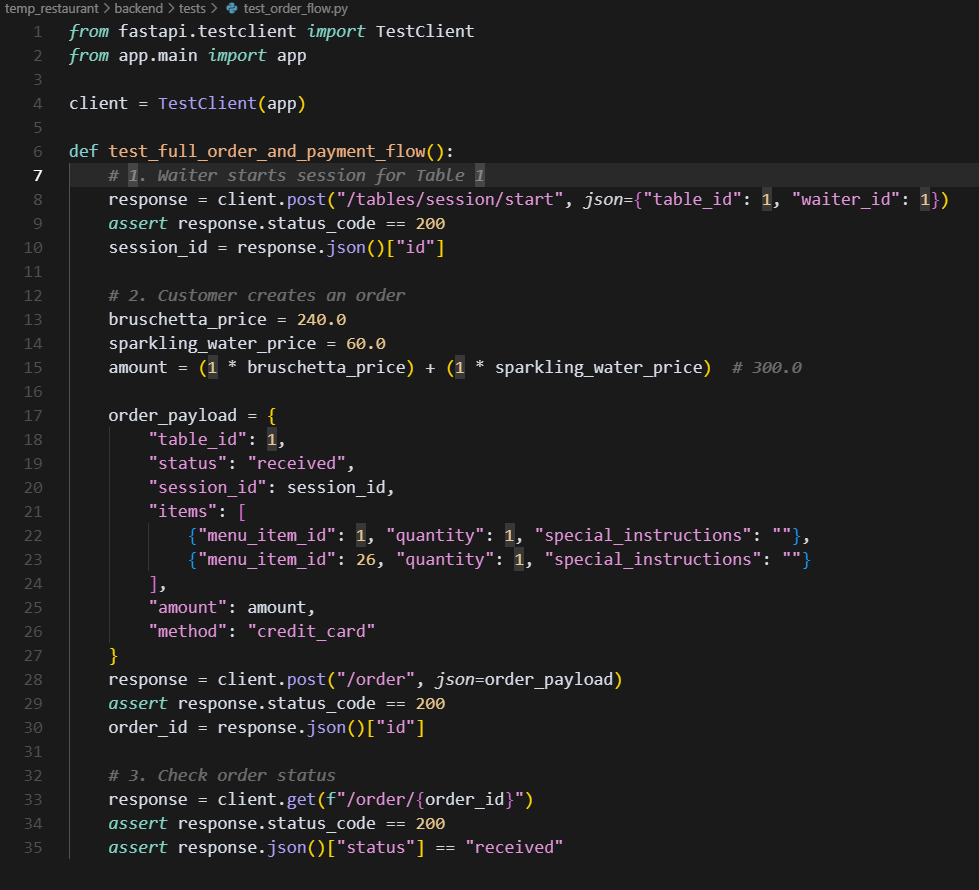 temp_restaurant > backend > tests > test_order_flow.py
1 from fastapi.testclient import TestClient
2 from app.main import app
3
4 client = TestClient(app)
5
6 def test_full_order_and_payment_flow():
7     # 1. Waiter starts session for Table 1
8     response = client.post("/tables/session/start", json={"table_id": 1, "waiter_id": 1})
9     assert response.status_code == 200
10     session_id = response.json()["id"]
11
12     # 2. Customer creates an order
13     bruschetta_price = 240.0
14     sparkling_water_price = 60.0
15     amount = (1 * bruschetta_price) + (1 * sparkling_water_price)  # 300.0
16
17     order_payload = {
18         "table_id": 1,
19         "status": "received",
20         "session_id": session_id,
21         "items": [
22             {"menu_item_id": 1, "quantity": 1, "special_instructions": ""},
23             {"menu_item_id": 26, "quantity": 1, "special_instructions": ""}
24         ],
25         "amount": amount,
26         "method": "credit_card"
27     }
28     response = client.post("/order", json=order_payload)
29     assert response.status_code == 200
30     order_id = response.json()["id"]
31
32     # 3. Check order status
33     response = client.get(f"/order/{order_id}")
34     assert response.status_code == 200
35     assert response.json()["status"] == "received"